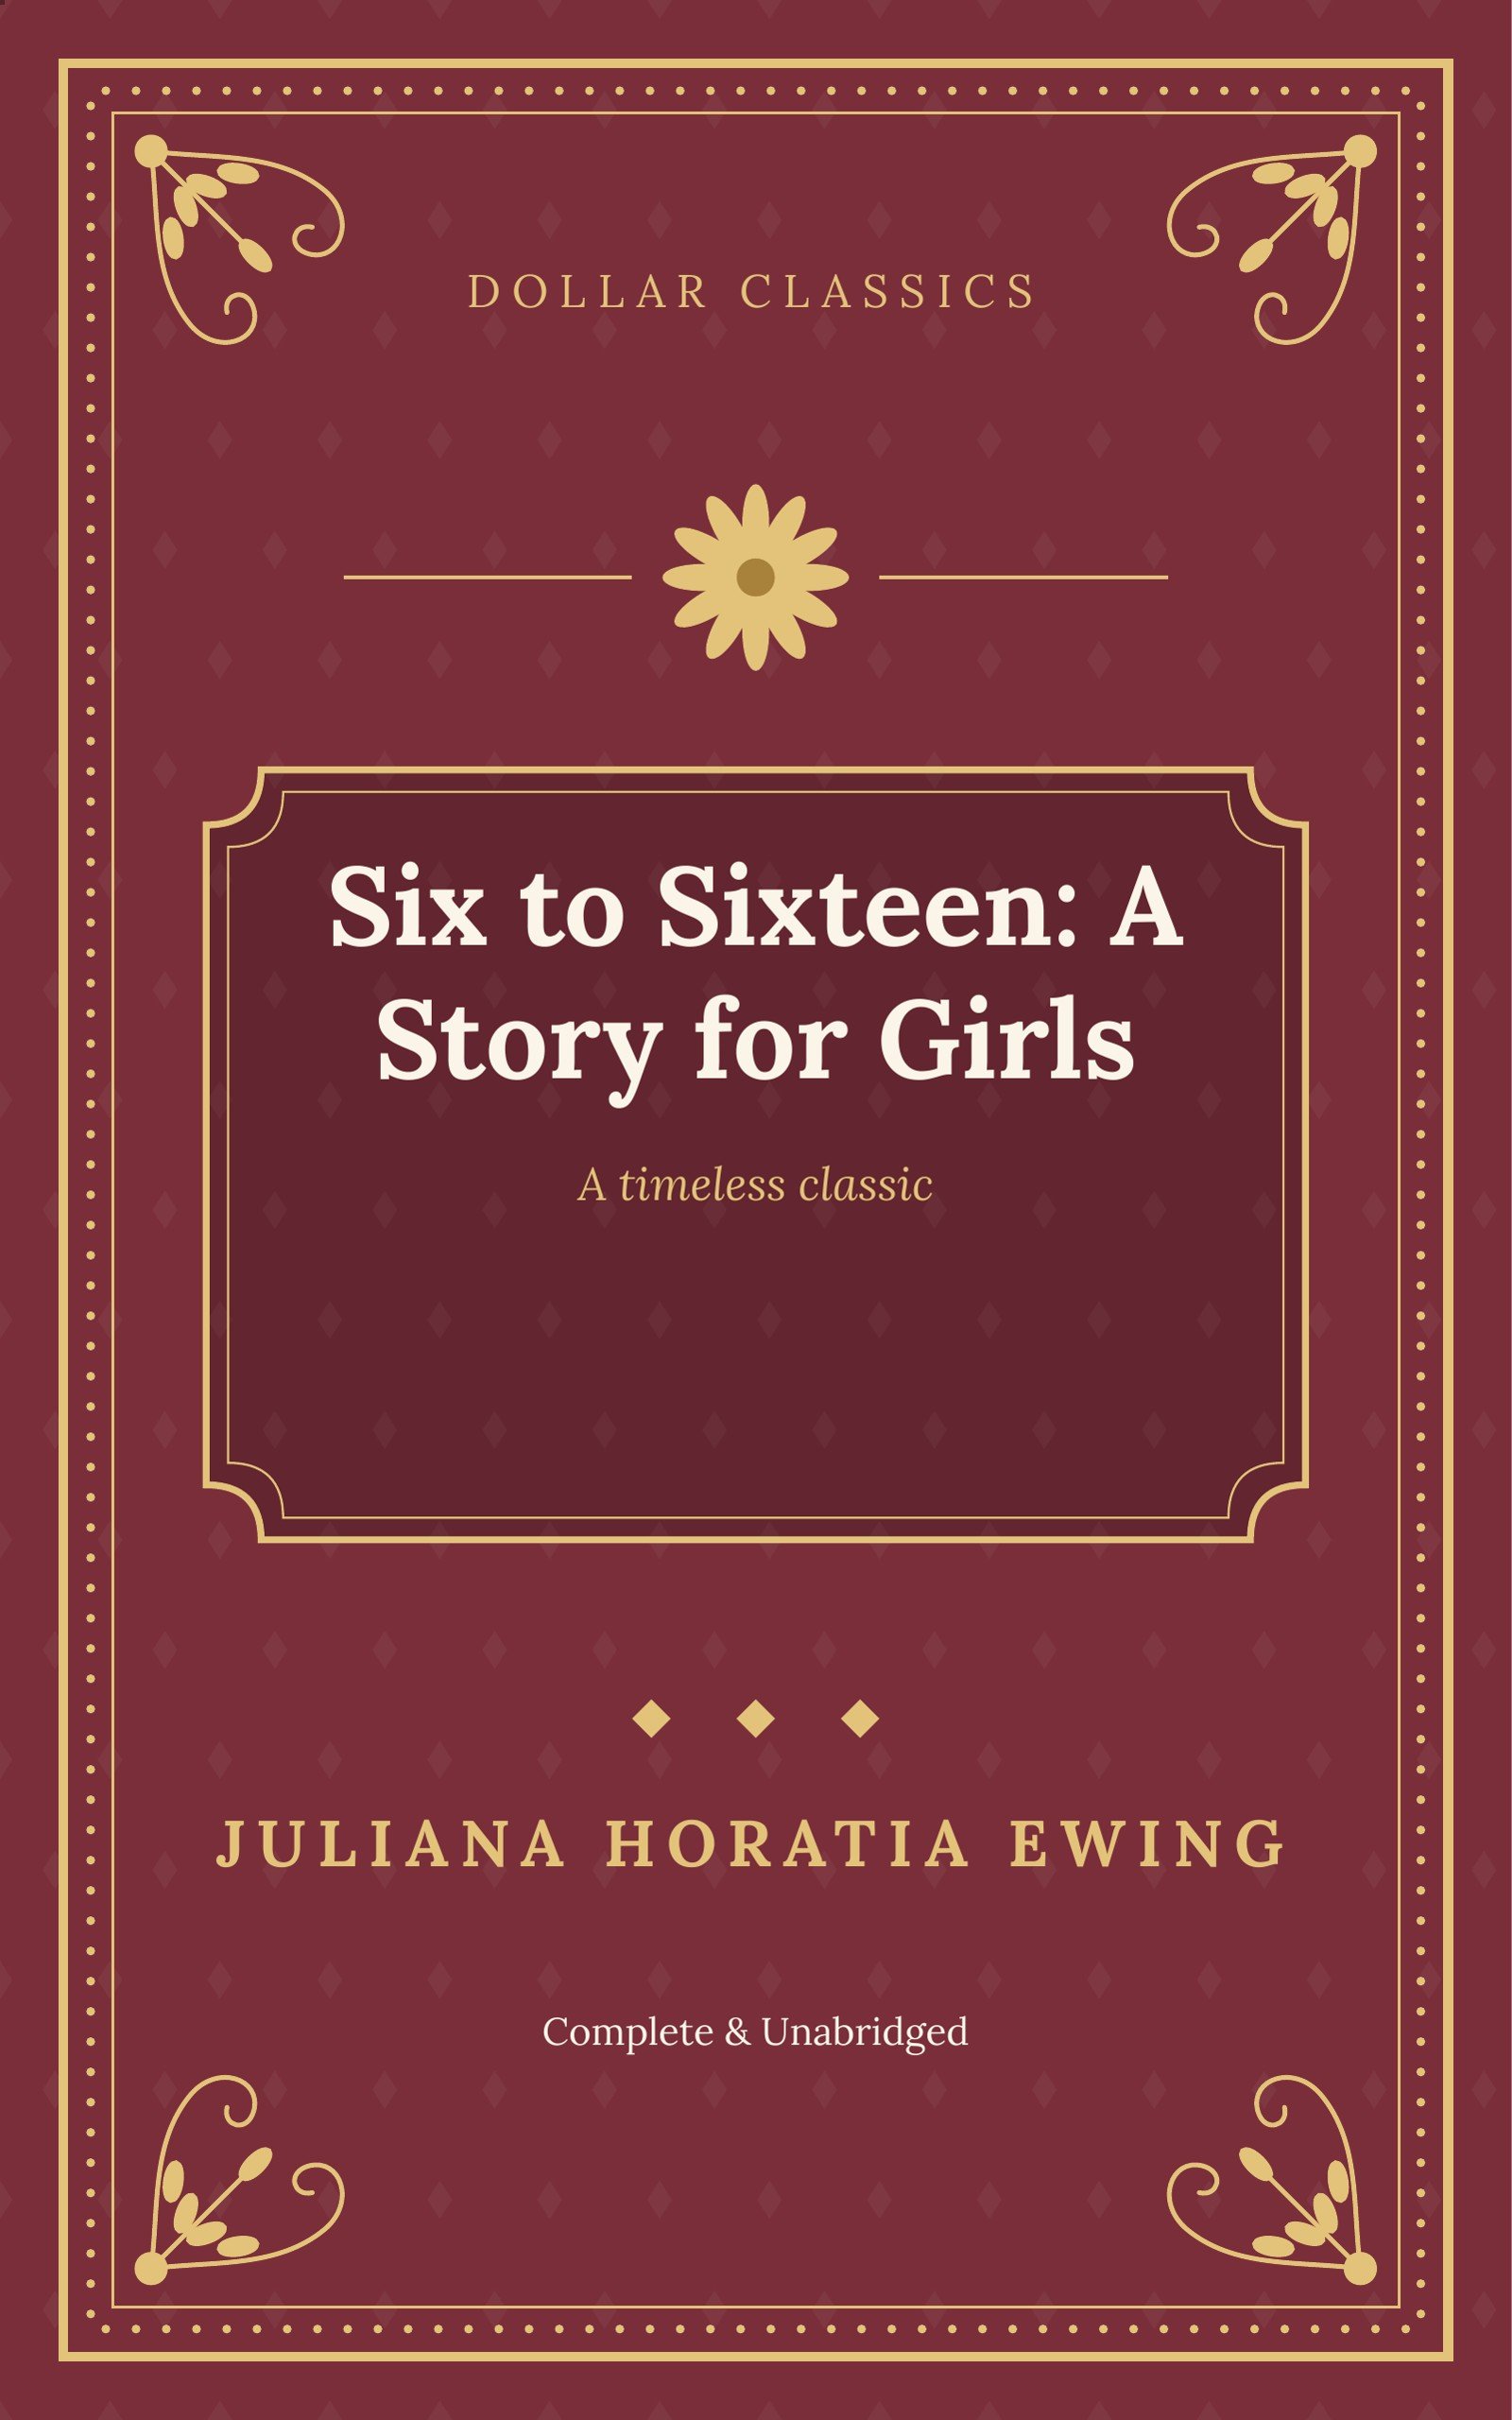 DOLLAR CLASSICS
Six to Sixteen: A
Story for Girls
A timeless classic
JULIANA HORATIA EWING
Complete & Unabridged